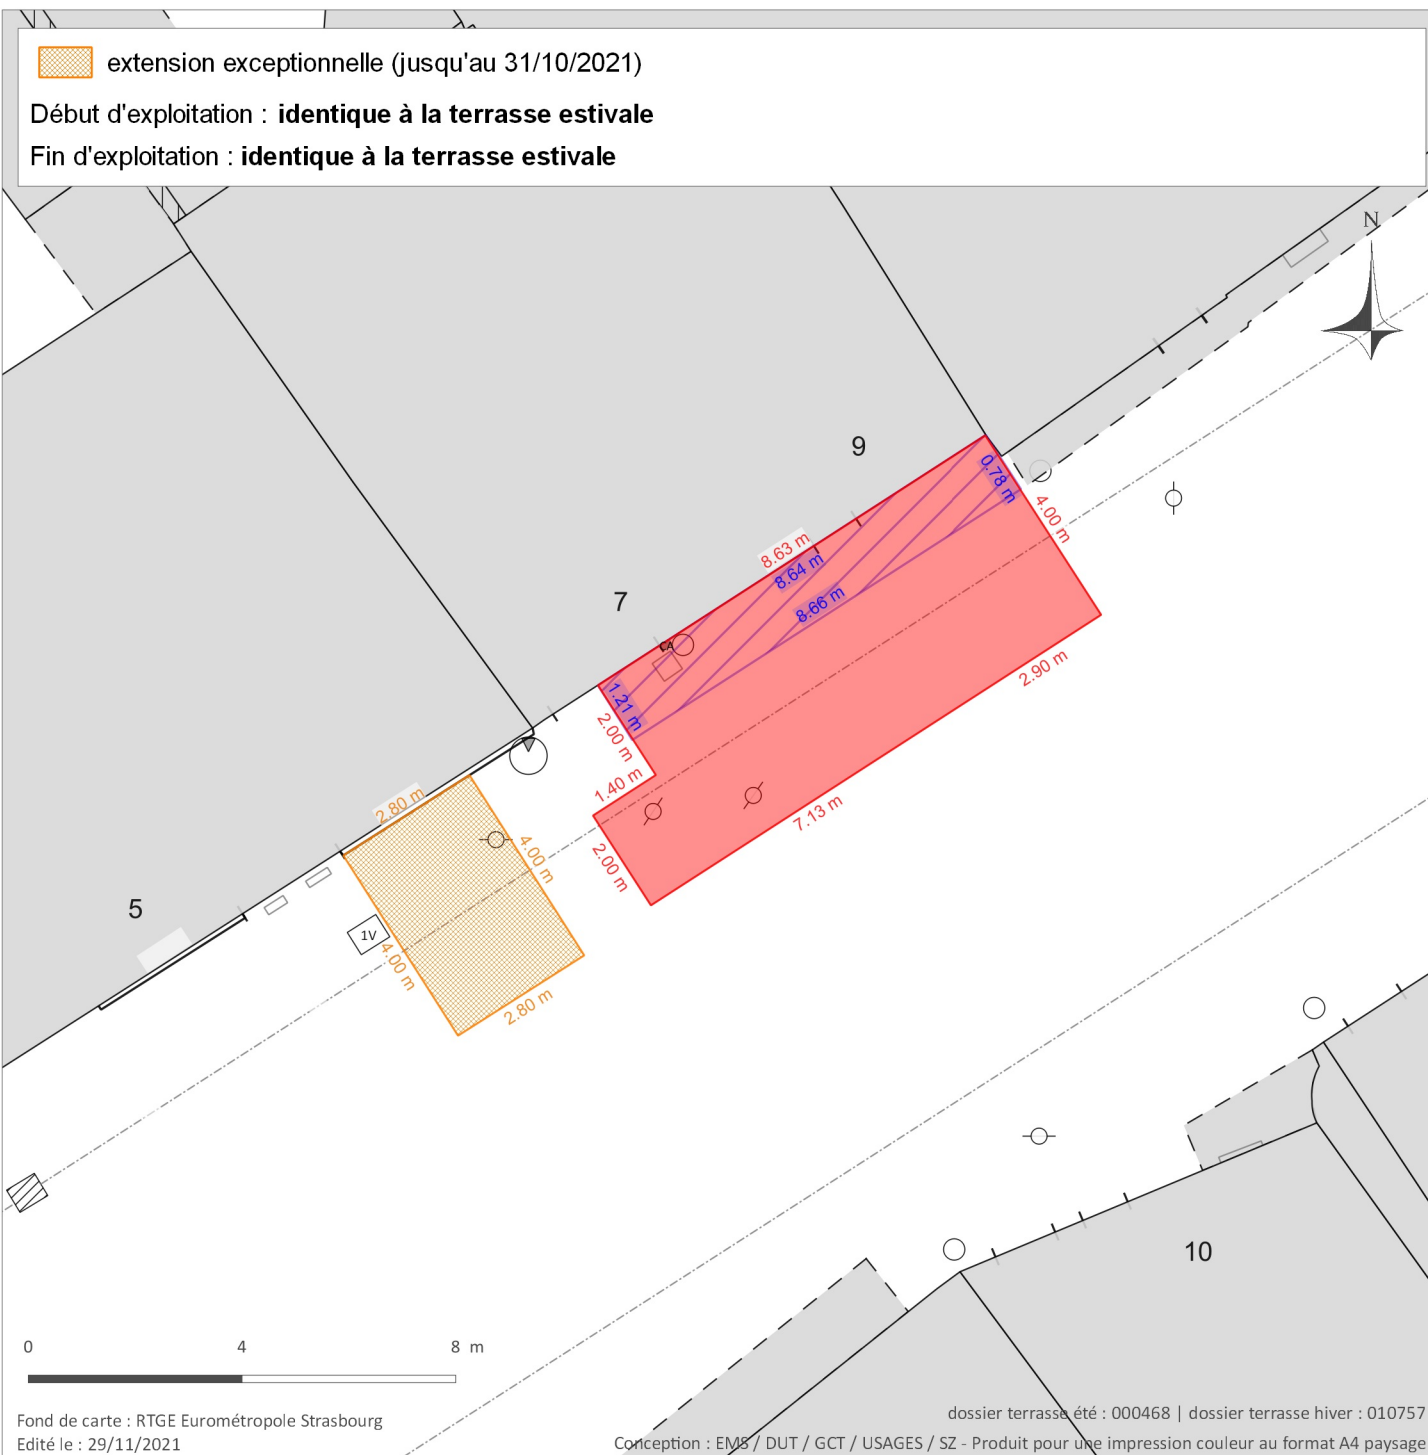 extension exceptionnelle (jusqu'au 31/10/2021)
Début d'exploitation : identique à la terrasse estivale
Fin d'exploitation : identique à la terrasse estivale
N
9
0.78 m
4.00 m
8.63 m
8.64 m
8.66 m
7
CA
1.21 m
2.00 m
2.90 m
1.40 m
7.13 m
2.00 m
2.80 m
4.00 m
5
1V
4.00 m
2.80 m
10
0 4 8 m
Fond de carte : RTGE Eurométropole Strasbourg
Edité le : 29/11/2021
dossier terrasse été : 000468 | dossier terrasse hiver : 010757
Conception : EMS / DUT / GCT / USAGES / SZ - Produit pour une impression couleur au format A4 paysage